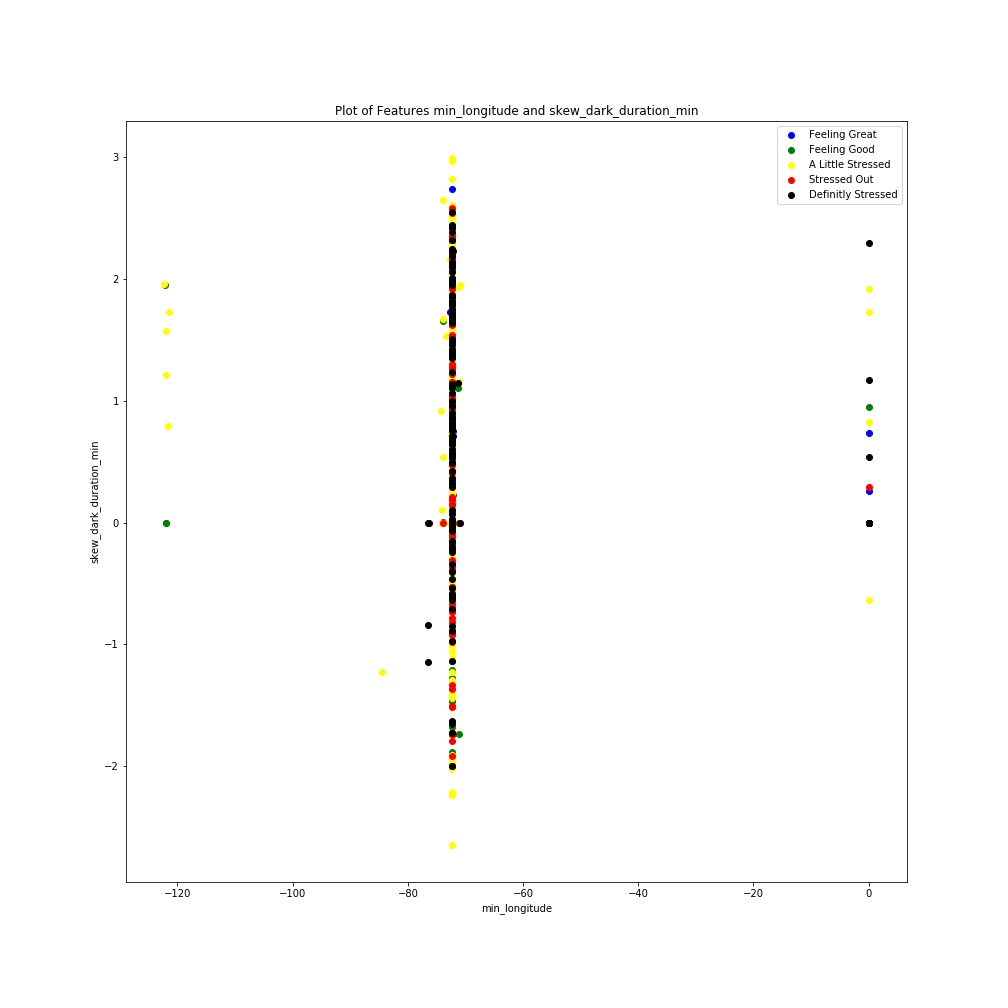 Plot of Features min_longitude and skew_dark_duration_min
Feeling Great
Feeling Good
A Little Stressed
Stressed Out
Definitly Stressed
skew_dark_duration_min
3
2
1
0
−1
−2
−120
−100
−80
−60
−40
−20
0
min_longitude